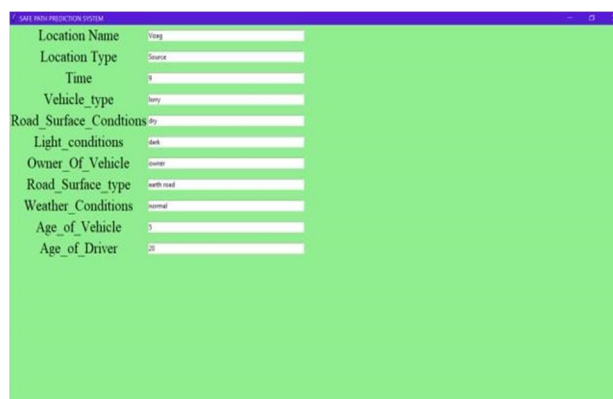 SAFE PATH PREDICTION SYSTEM
Location Name Vizag
Location Type Source
Time 9
Vehicle_type lorry
Road_Surface_Condtions dry
Light_conditions dark
Owner_Of_Vehicle owner
Road_Surface_type earth road
Weather_Conditions normal
Age_of_Vehicle 5
Age_of_Driver 20